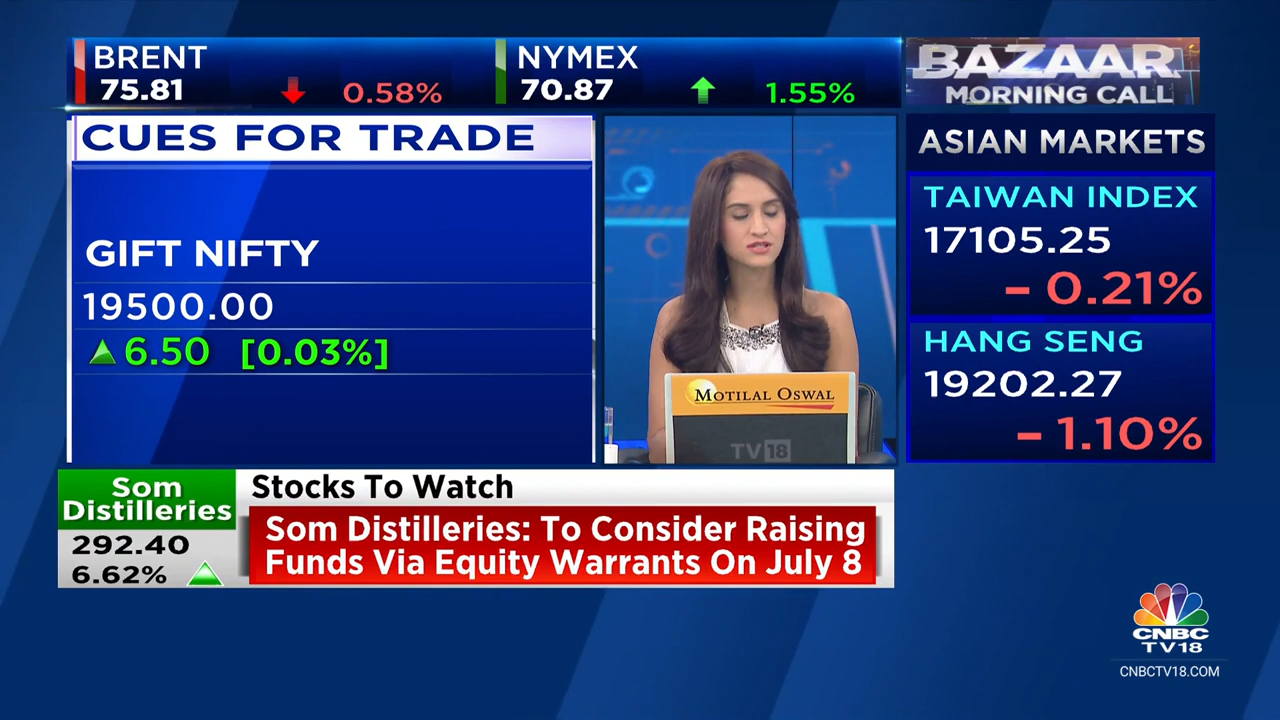 BRENT
75.81
0.58%
NYMEX
70.87
1.55%
BAZAAR
MORNING CALL
CUES FOR TRADE
GIFT NIFTY
19500.00
6.50 [0.03%]
MOTILAL OSWAL
TV18
ASIAN MARKETS
TAIWAN INDEX
17105.25
– 0.21%
HANG SENG
19202.27
– 1.10%
Som
Distilleries
292.40
6.62%
Stocks To Watch
Som Distilleries: To Consider Raising
Funds Via Equity Warrants On July 8
CNBC
TV18
CNBCTV18.COM